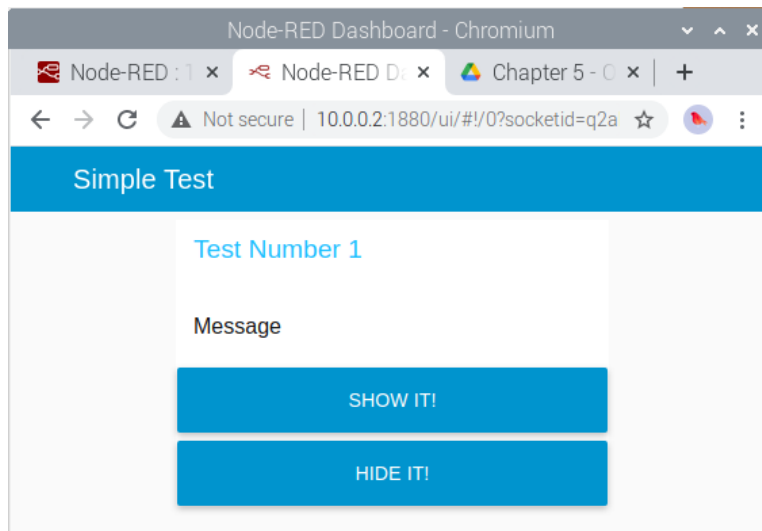 Node-RED Dashboard - Chromium
Node-RED : T
Node-RED Da
Chapter 5 - O
Not secure | 10.0.0.2:1880/ui/#!/0?socketid=q2a
Simple Test
Test Number 1
Message
SHOW IT!
HIDE IT!